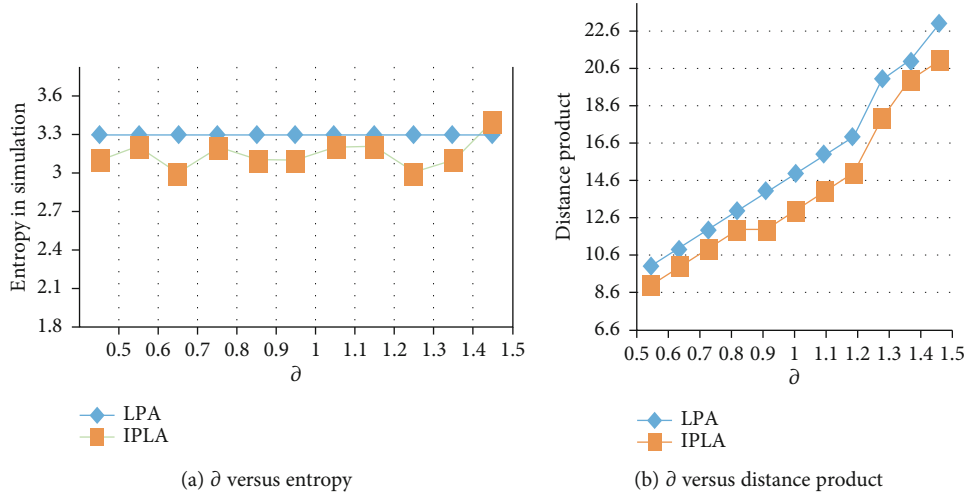 Entropy in simulation
3.6
3.3
3
2.7
2.4
2.1
1.8
0.5 0.6 0.7 0.8 0.9 1 1.1 1.2 1.3 1.4 1.5
∂
LPA
IPLA
(a) ∂ versus entropy
Distance product
22.6
20.6
18.6
16.6
14.6
12.6
10.6
8.6
6.6
0.5 0.6 0.7 0.8 0.9 1 1.1 1.2 1.3 1.4 1.5
∂
LPA
IPLA
(b) ∂ versus distance product